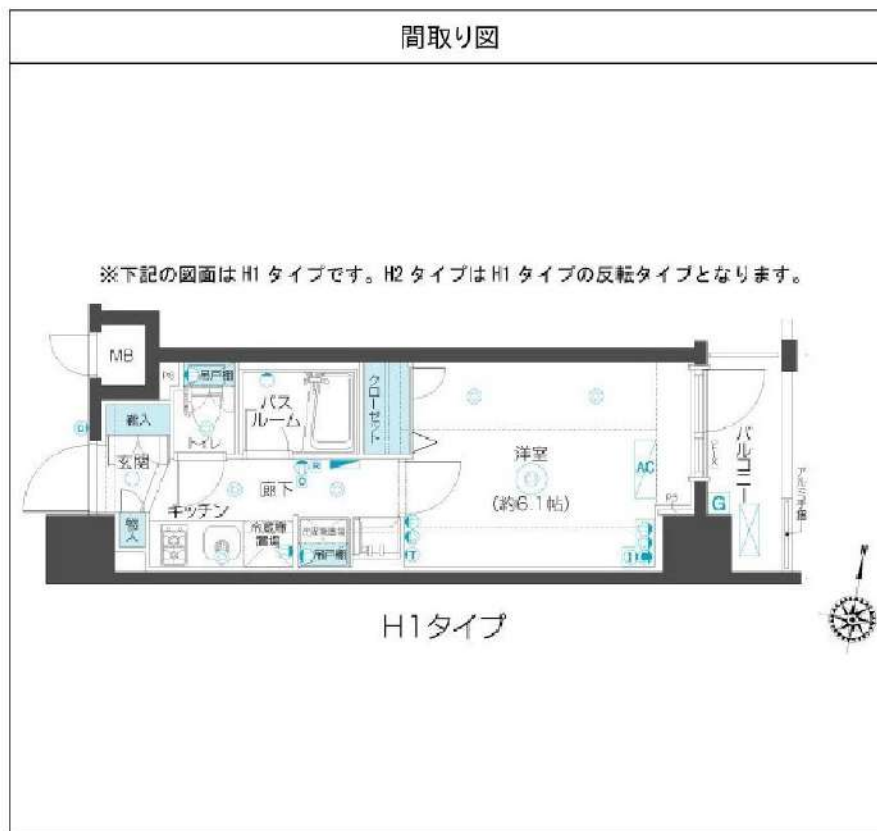 間取り図
※下記の図面はH1タイプです。H2タイプはH1タイプの反転タイプとなります。
MB
PS
吊戸棚
トイレ
バス
ルーム
クローゼット
玄関
廊下
キッチン
冷蔵庫
置場
吊戸棚
T
洋室
(約6.1帖)
AC
PS
G
バルコニー
H1タイプ
N